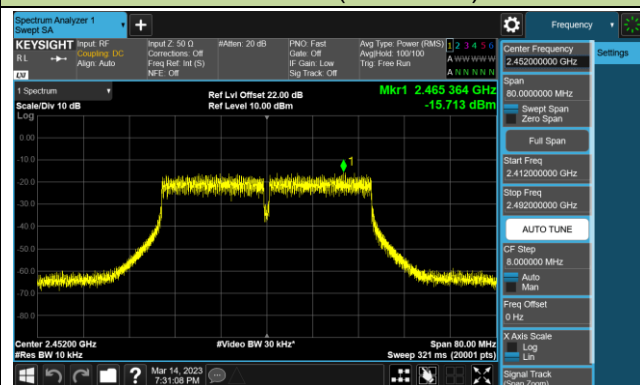 Spectrum Analyzer 1
Swept SA
+
Frequency
KEYSIGHT
Input: RF
Coupling: DC
Align: Auto
Input Z: 50 Ω
Corrections: Off
Freq Ref: Int (S)
NFE: Off
#Atten: 20 dB
PNO: Fast
Gate: Off
IF Gain: Low
Sig Track: Off
Avg Type: Power (RMS)
Avg|Hold: 100/100
Trig: Free Run
1 2 3 4 5 6
A W W W W W
A N N N N N
RL
LXI
1 Spectrum
Scale/Div 10 dB
Log
Ref Lvl Offset 22.00 dB
Ref Level 10.00 dBm
Mkr1 2.465 364 GHz
-15.713 dBm
0.00
-10.0
-20.0
-30.0
-40.0
-50.0
-60.0
-70.0
-80.0
1
Center 2.45200 GHz
#Res BW 10 kHz
#Video BW 30 kHz*
Span 80.00 MHz
Sweep 321 ms (20001 pts)
Center Frequency
2.452000000 GHz
Settings
Span
80.0000000 MHz
Swept Span
Zero Span
Full Span
Start Freq
2.412000000 GHz
Stop Freq
2.492000000 GHz
AUTO TUNE
CF Step
8.000000 MHz
Auto
Man
Freq Offset
0 Hz
X Axis Scale
Log
Lin
Signal Track
(Span Zoom)
?
Mar 14, 2023
7:31:08 PM